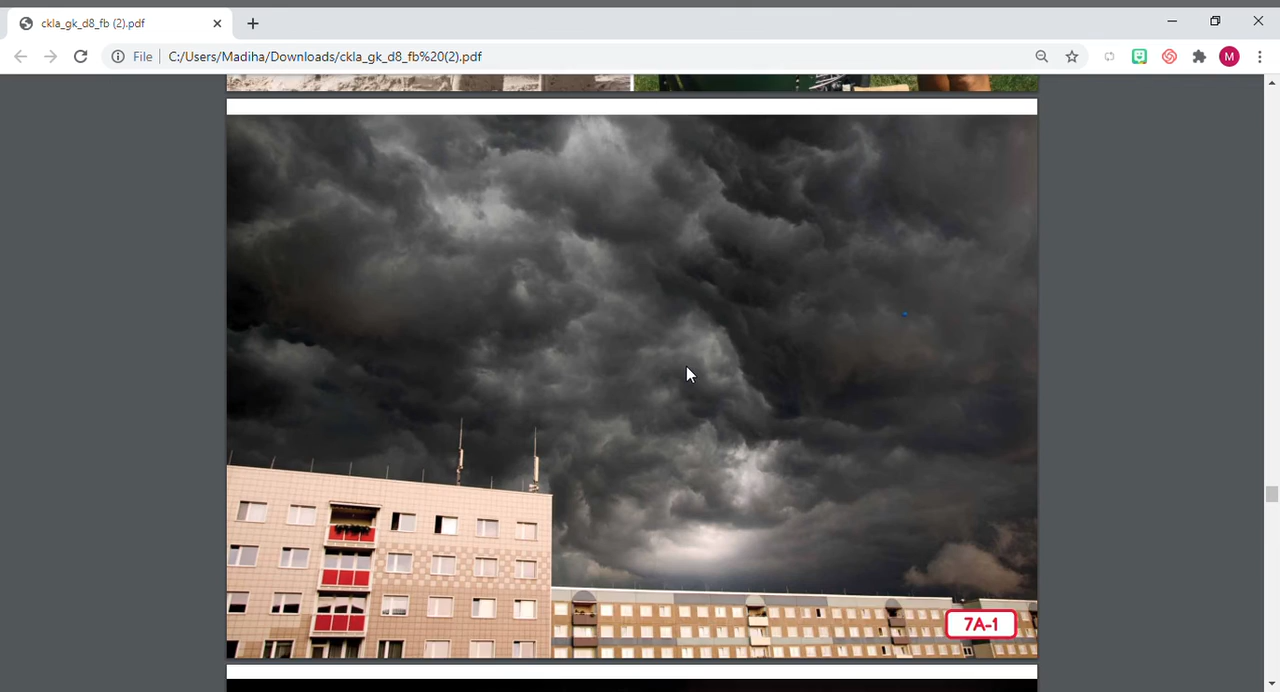 ckla_gk_d8_fb (2).pdf
File
C:/Users/Madiha/Downloads/ckla_gk_d8_fb%20(2).pdf
M
7A-1